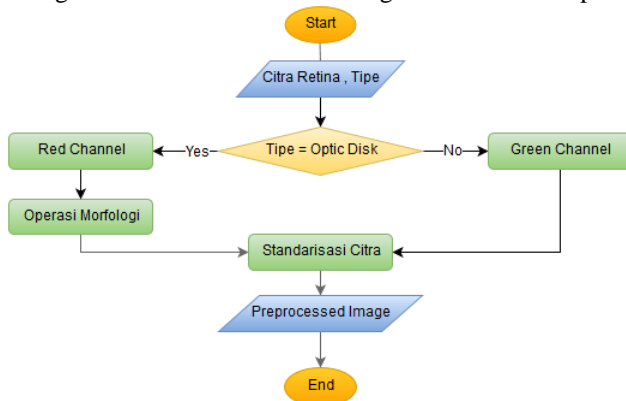 Start
Citra Retina , Tipe
Red Channel
Yes
Tipe = Optic Disk
No
Green Channel
Operasi Morfologi
Standarisasi Citra
Preprocessed Image
End